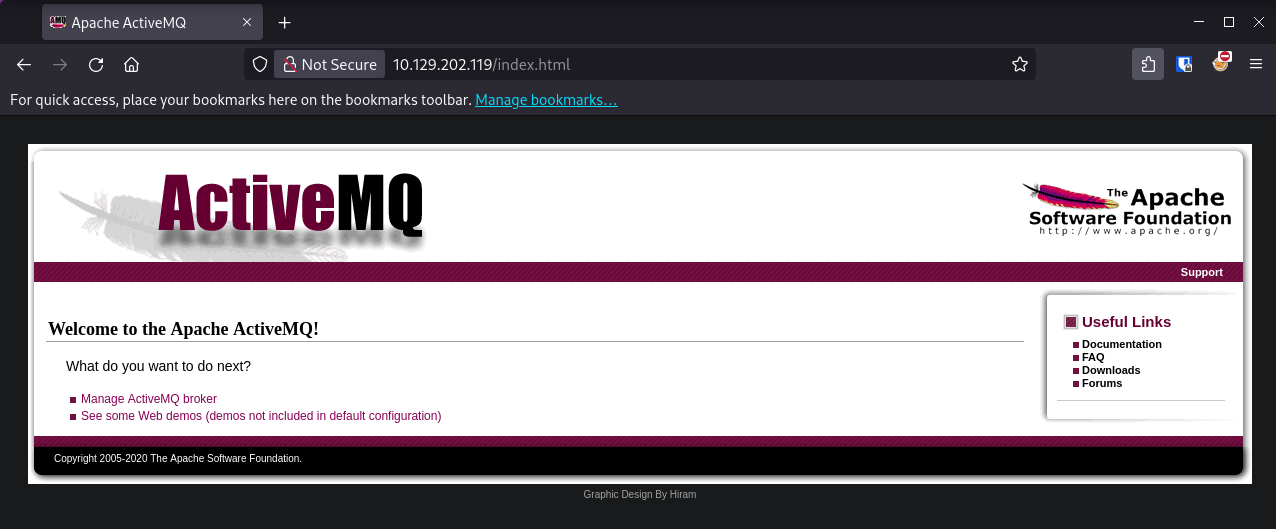 Apache ActiveMQ
Not Secure 10.129.202.119/index.html
For quick access, place your bookmarks here on the bookmarks toolbar. Manage bookmarks...
ActiveMQ
The Apache
Software Foundation
http://www.apache.org/
Support
Welcome to the Apache ActiveMQ!
What do you want to do next?
Manage ActiveMQ broker
See some Web demos (demos not included in default configuration)
Useful Links
Documentation
FAQ
Downloads
Forums
Copyright 2005-2020 The Apache Software Foundation.
Graphic Design By Hiram